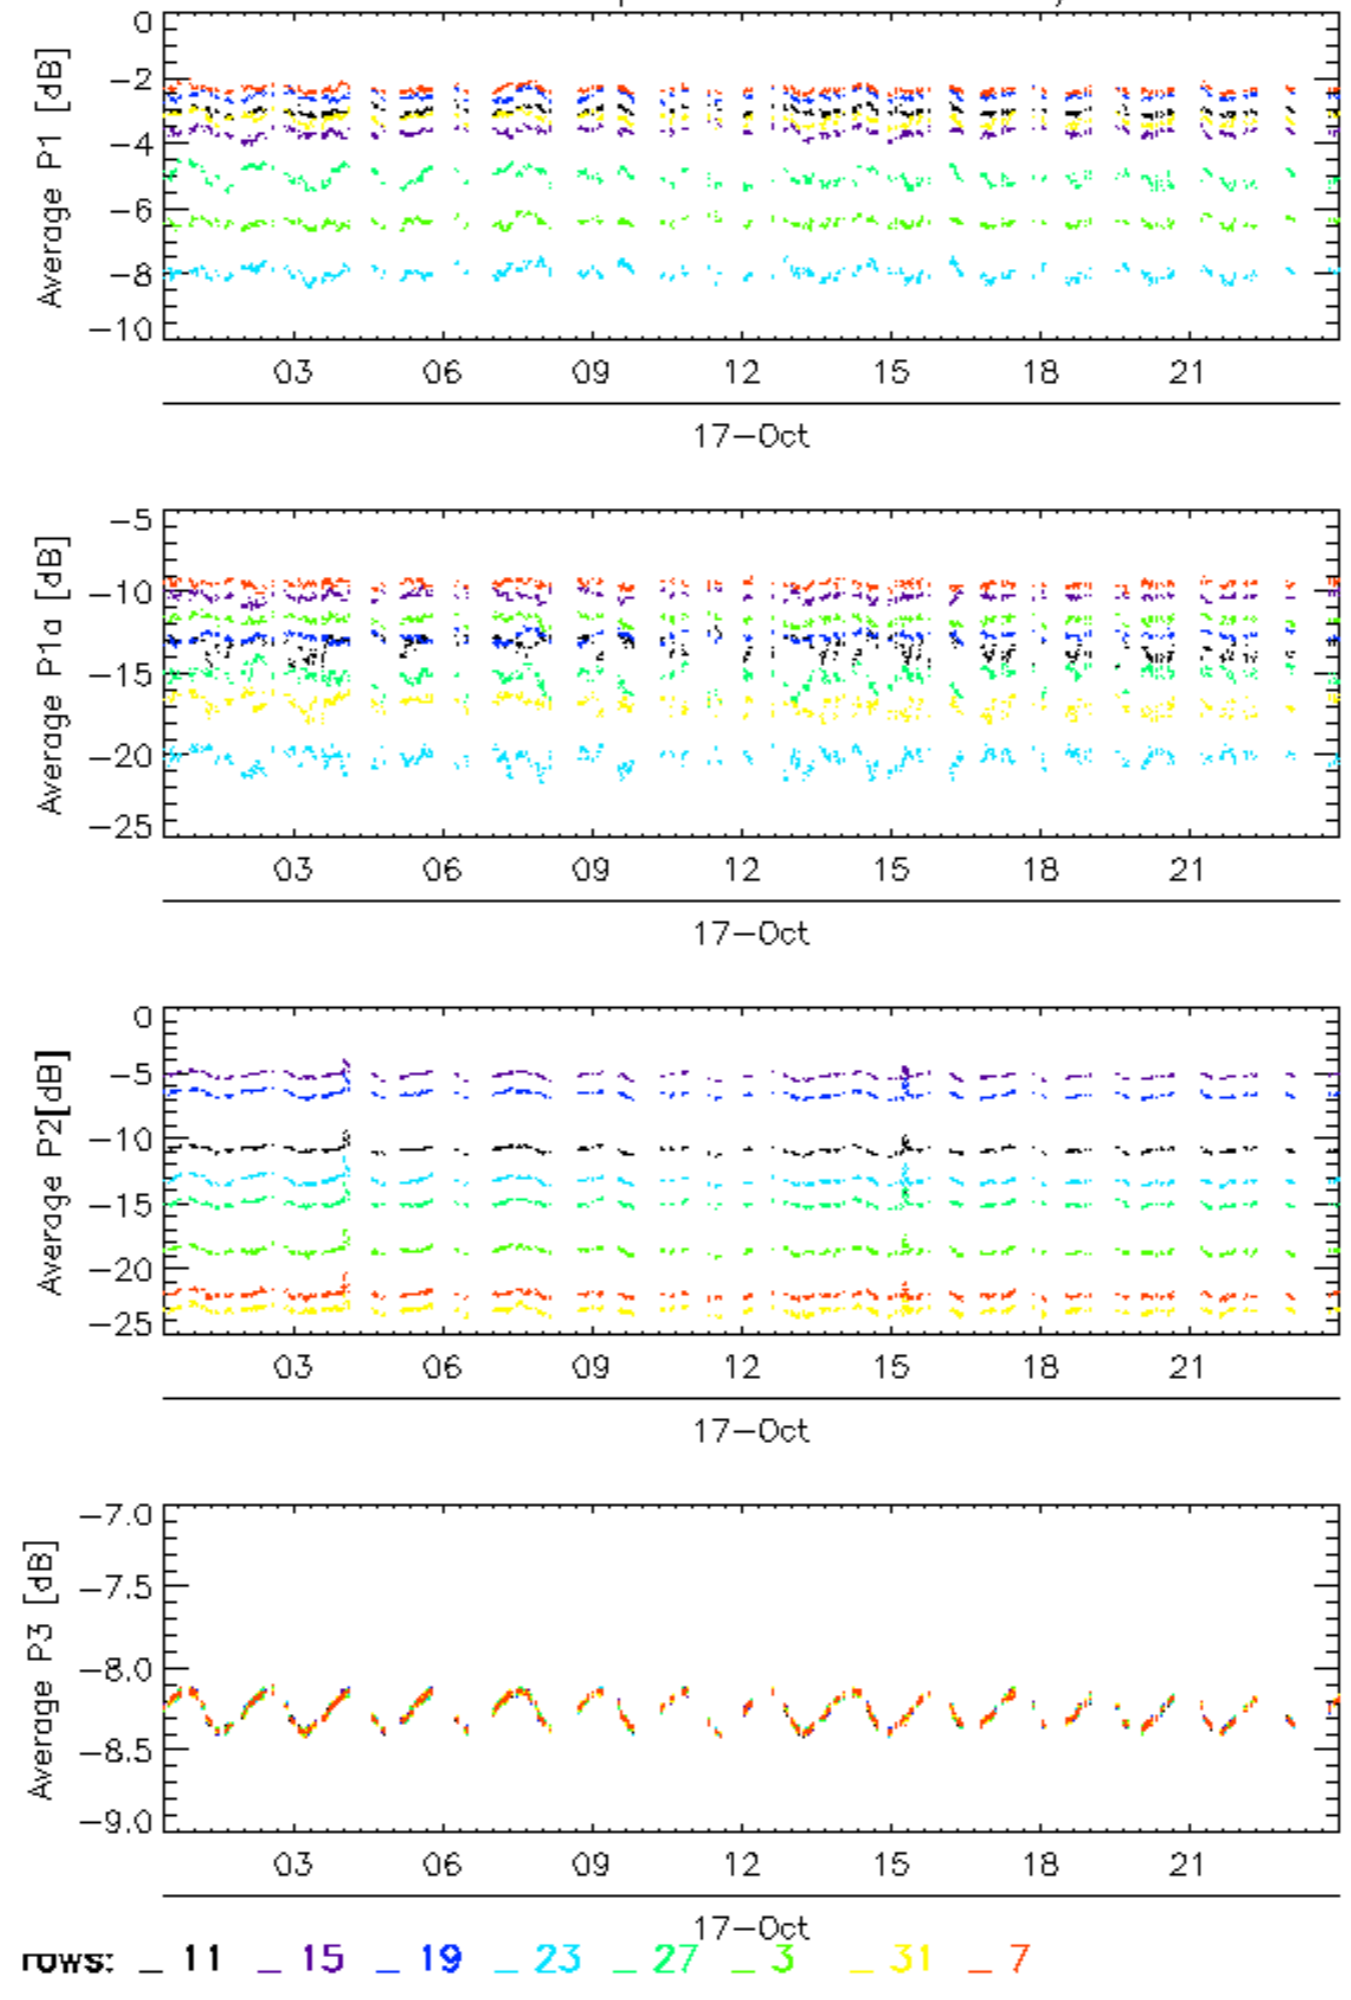 0
−2
−4
−6
−8
−10
Average P1 [dB]
03 06 09 12 15 18 21
17−Oct
−5
−10
−15
−20
−25
Average P1a [dB]
03 06 09 12 15 18 21
17−Oct
0
−5
−10
−15
−20
−25
Average P2[dB]
03 06 09 12 15 18 21
17−Oct
−7.0
−7.5
−8.0
−8.5
−9.0
Average P3 [dB]
03 06 09 12 15 18 21
17−Oct
rows: _ 11 _ 15 _ 19 _ 23 _ 27 _ 3 _ 31 _ 7